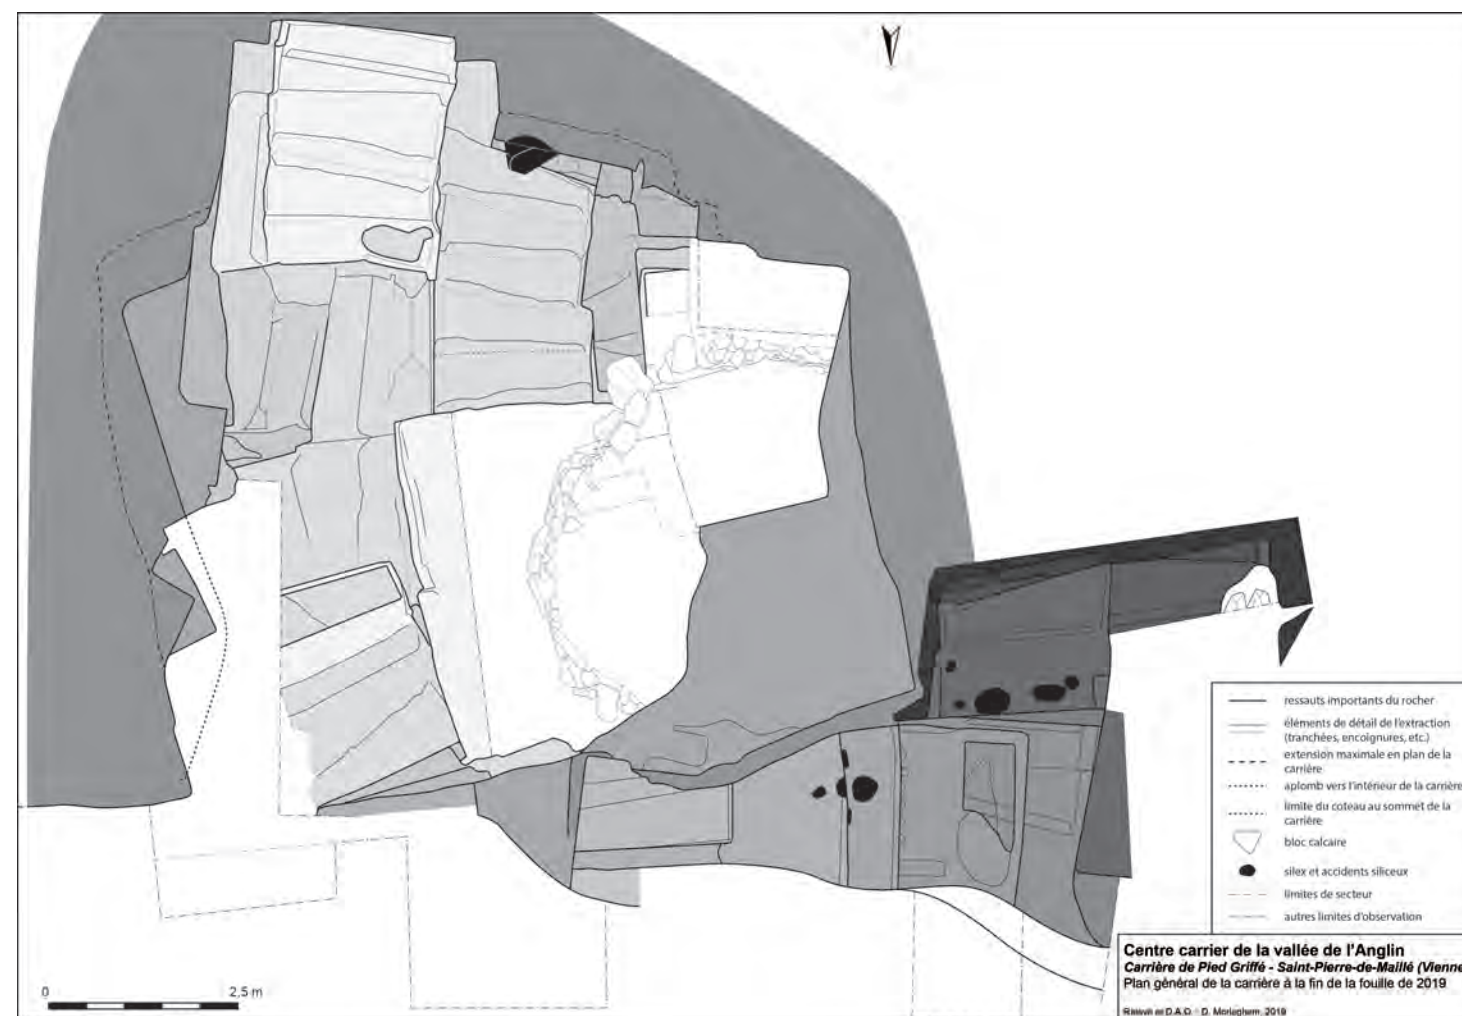 ressauts importants du rocher
éléments de détail de l'extraction
(tranchées, encoignures, etc.)
extension maximale en plan de la
carrière
aplomb vers l'intérieur de la carrière
limite du coteau au sommet de la
carrière
bloc calcaire
silex et accidents siliceux
limites de secteur
autres limites d'observation
0 2,5 m
Centre carrier de la vallée de l'Anglin
Carrière de Pied Griffé - Saint-Pierre-de-Maillé (Vienne
Plan général de la carrière à la fin de la fouille de 2019
Relevé et D.A.O. : D. Morleghem, 2019